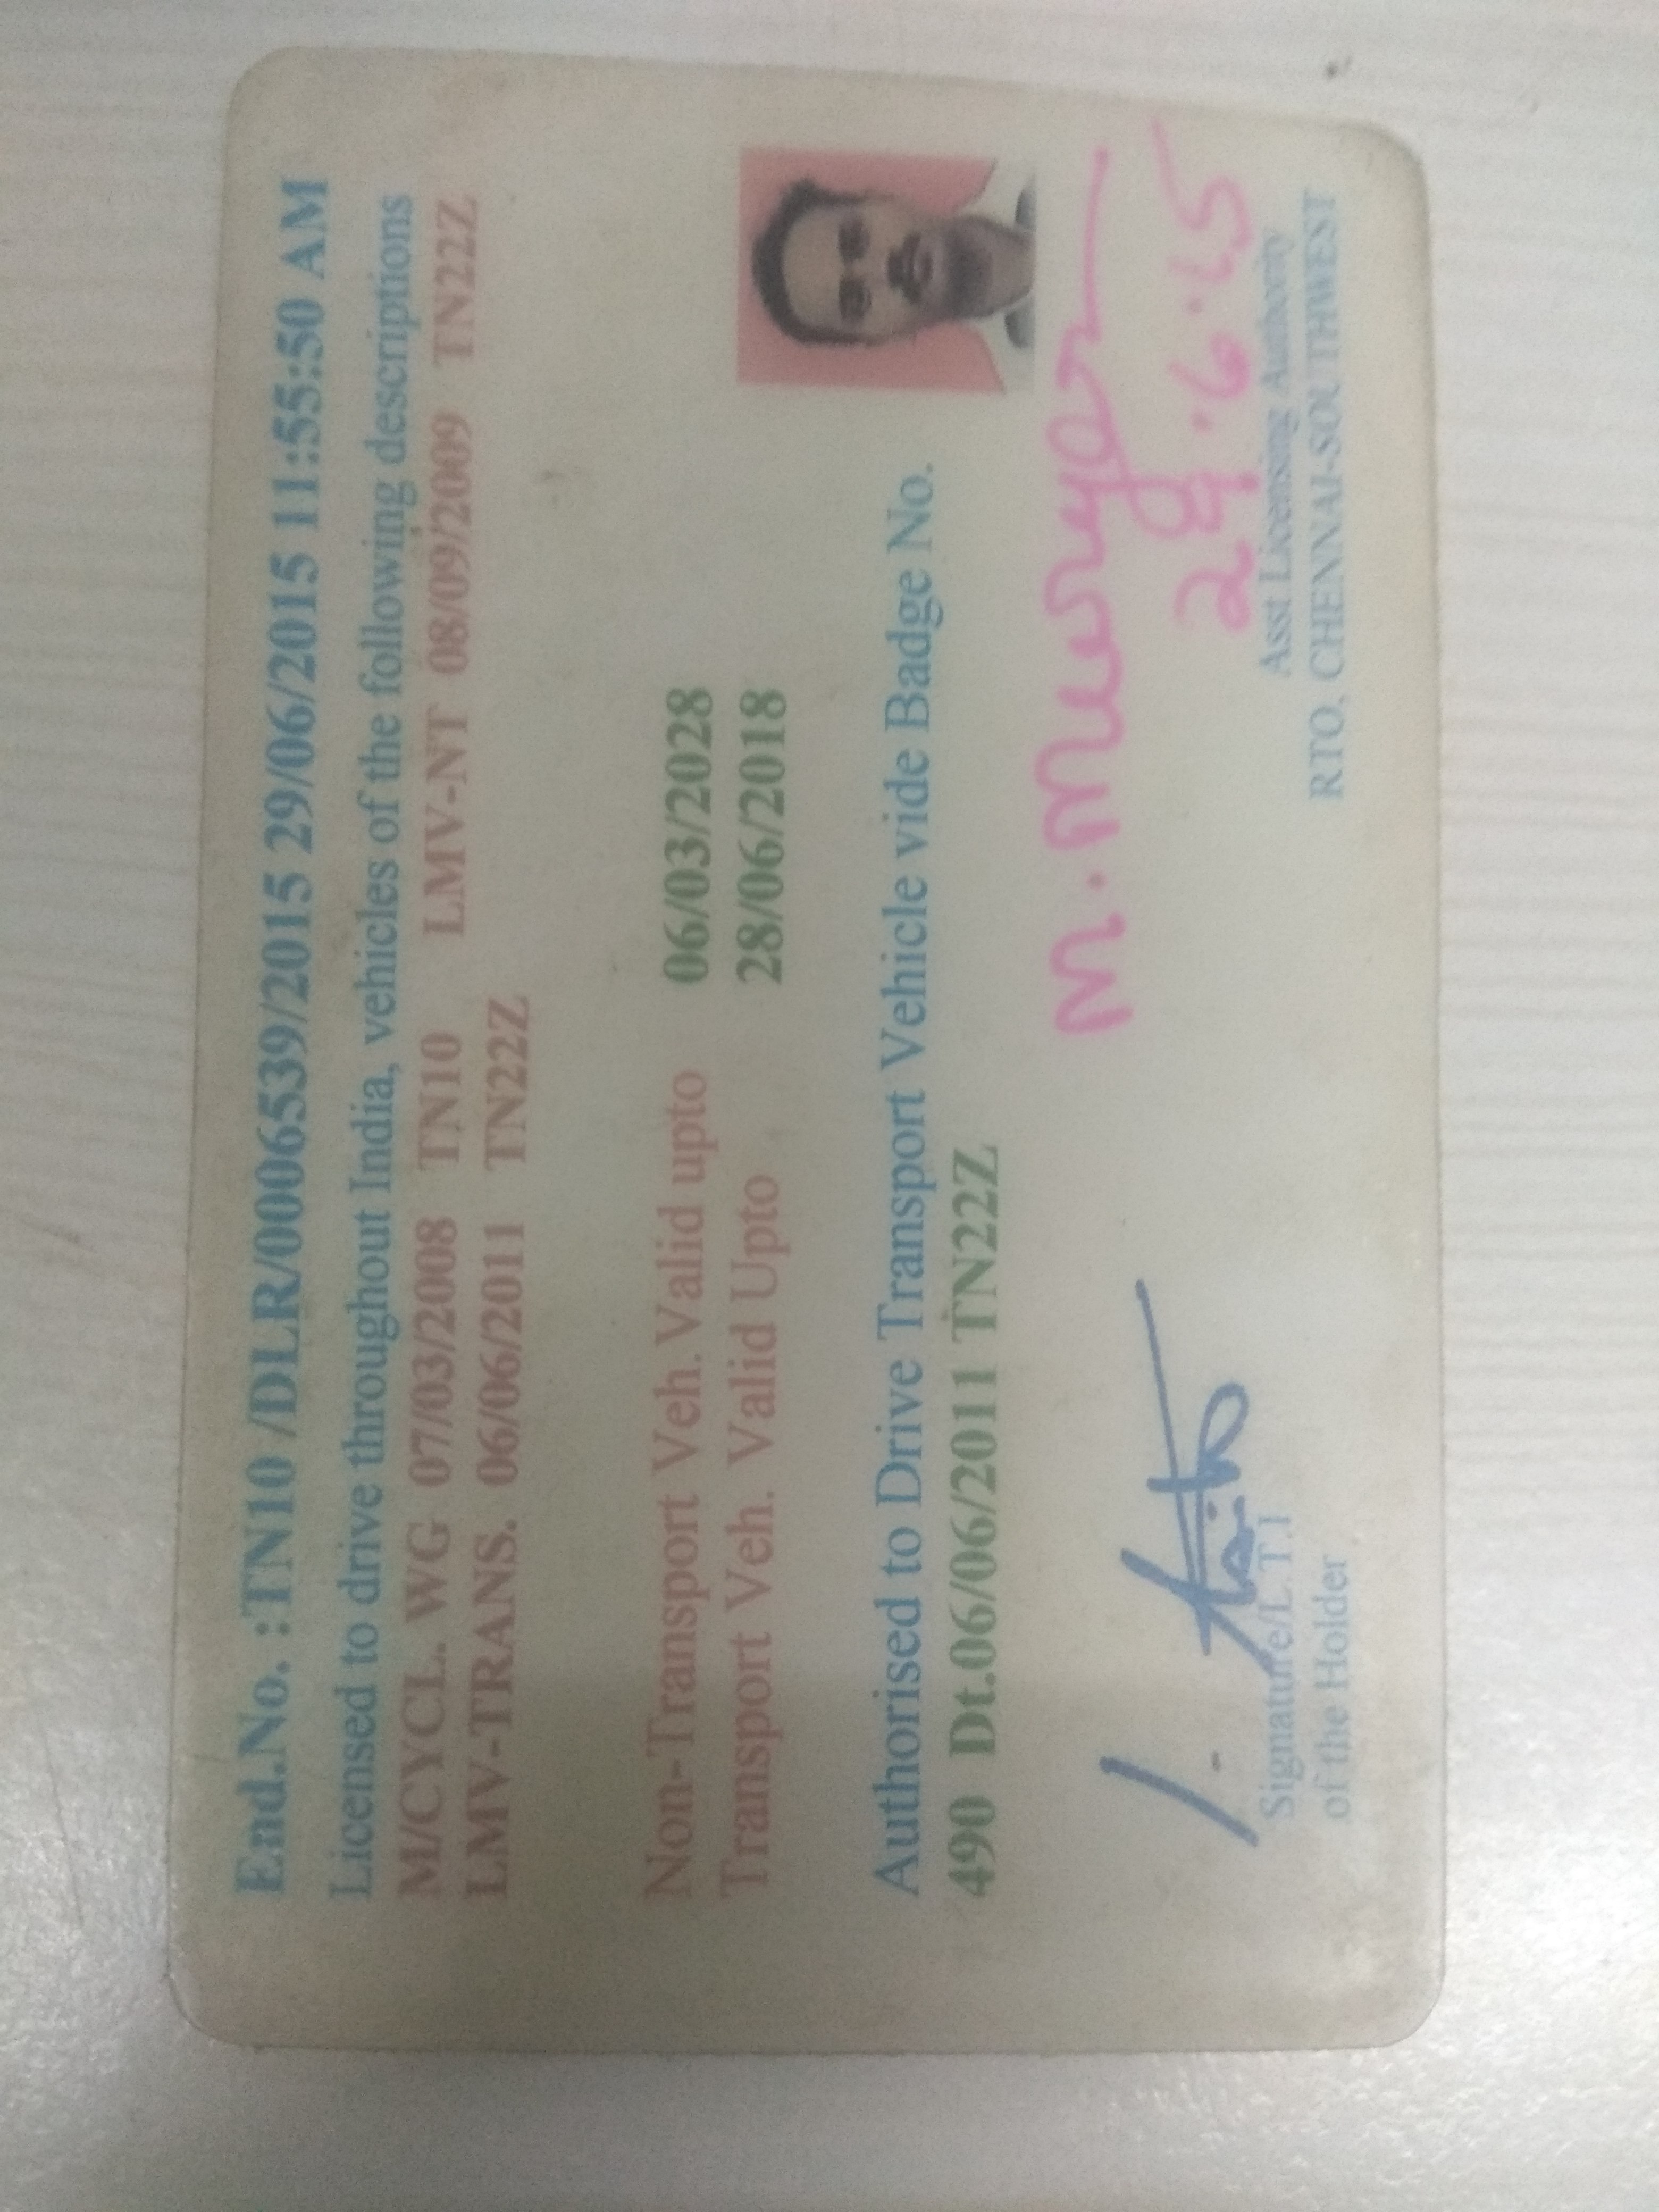 End.No. :TN10 /DLR/0006539/2015 29/06/2015 11:55:50 AM
Licensed to drive throughout India, vehicles of the following descriptions
M/CYCL. WG 07/03/2008 TN10 LMV-NT 08/09/2009 TN22Z
LMV-TRANS. 06/06/2011 TN22Z
Non-Transport Veh. Valid upto 06/03/2028
Transport Veh. Valid Upto 28/06/2018
Authorised to Drive Transport Vehicle vide Badge No.
490 Dt.06/06/2011 TN22Z
M. Murugan
29.6.15
Signature/L.T.I
of the Holder
Asst Licensing Authority
RTO, CHENNAI-SOUTHWEST